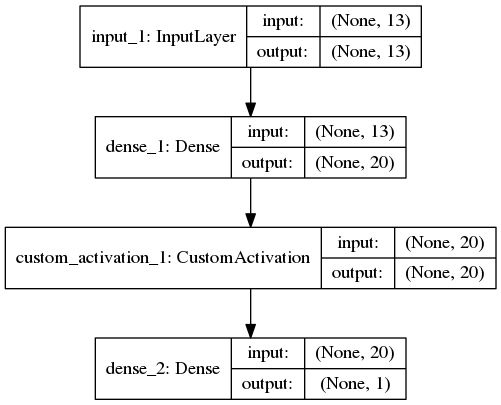 input_1: InputLayer
input: (None, 13)
output: (None, 13)
dense_1: Dense
input: (None, 13)
output: (None, 20)
custom_activation_1: CustomActivation
input: (None, 20)
output: (None, 20)
dense_2: Dense
input: (None, 20)
output: (None, 1)